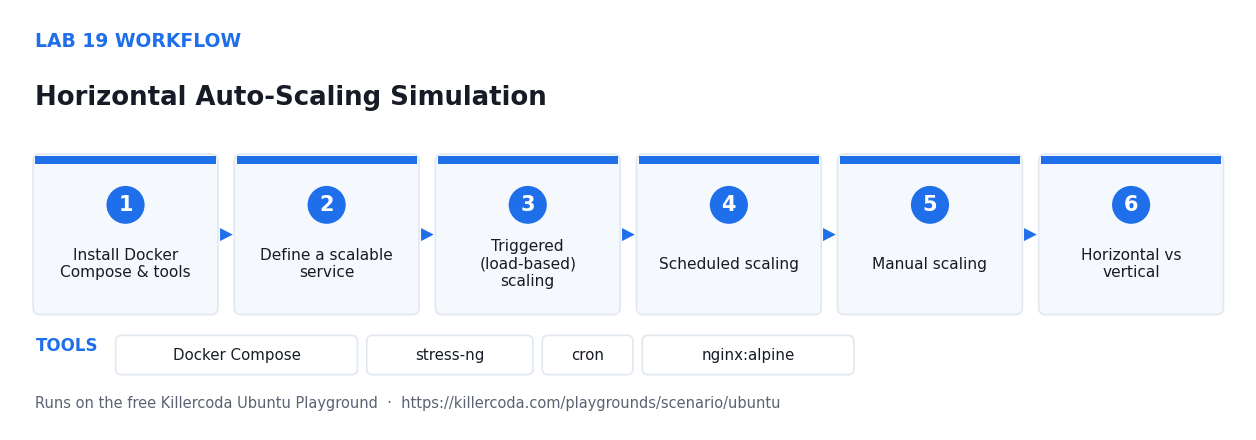 LAB 19 WORKFLOW
Horizontal Auto-Scaling Simulation
1
Install Docker
Compose & tools
2
Define a scalable
service
3
Triggered
(load-based)
scaling
4
Scheduled scaling
5
Manual scaling
6
Horizontal vs
vertical
TOOLS
Docker Compose
stress-ng
cron
nginx:alpine
Runs on the free Killercoda Ubuntu Playground · https://killercoda.com/playgrounds/scenario/ubuntu